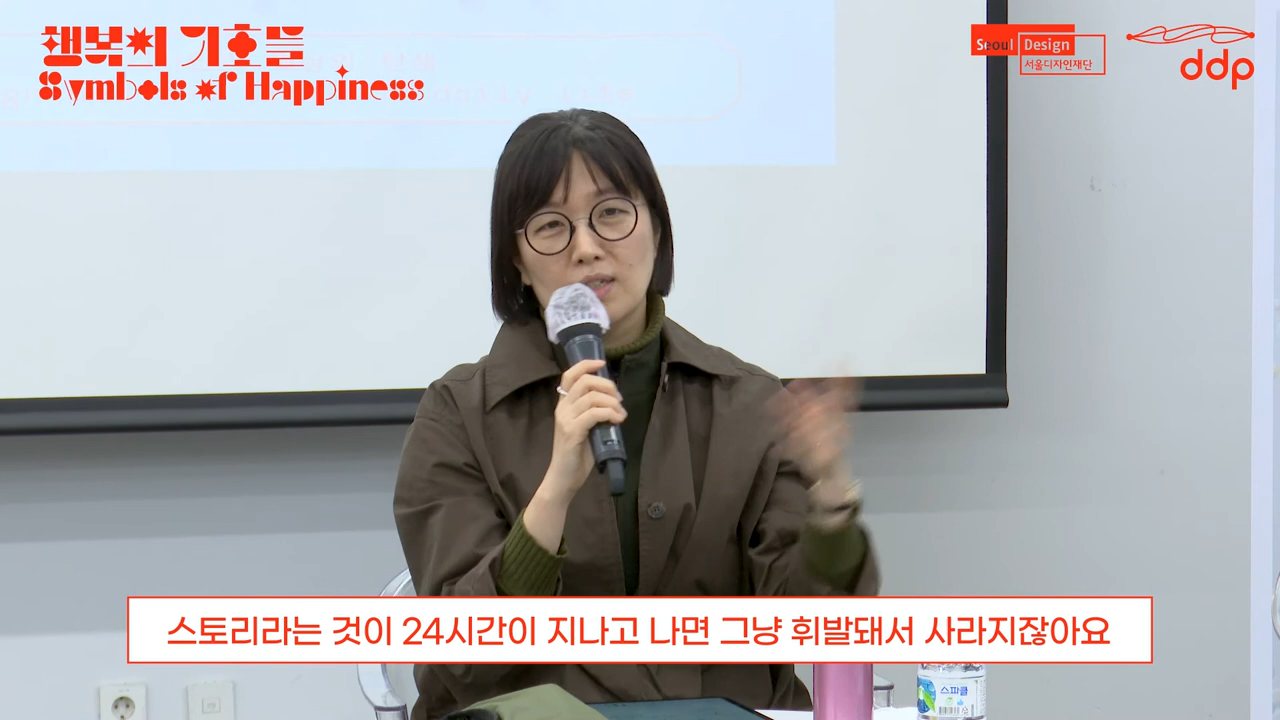 행복의 기호들
Symbols of Happiness
Seoul Design
서울디자인재단
ddp
스토리라는 것이 24시간이 지나고 나면 그냥 휘발돼서 사라지잖아요
스파클